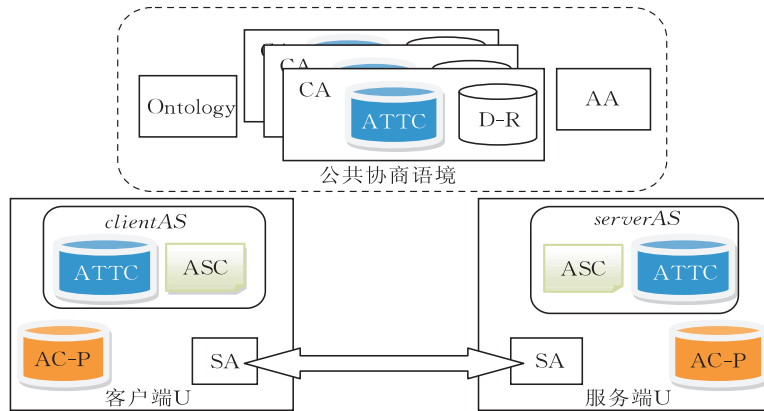 CA
CA
CA
Ontology
ATTC
D-R
AA
公共协商语境
clientAS
ATTC
ASC
AC-P
SA
客户端U
serverAS
ASC
ATTC
SA
AC-P
服务端U